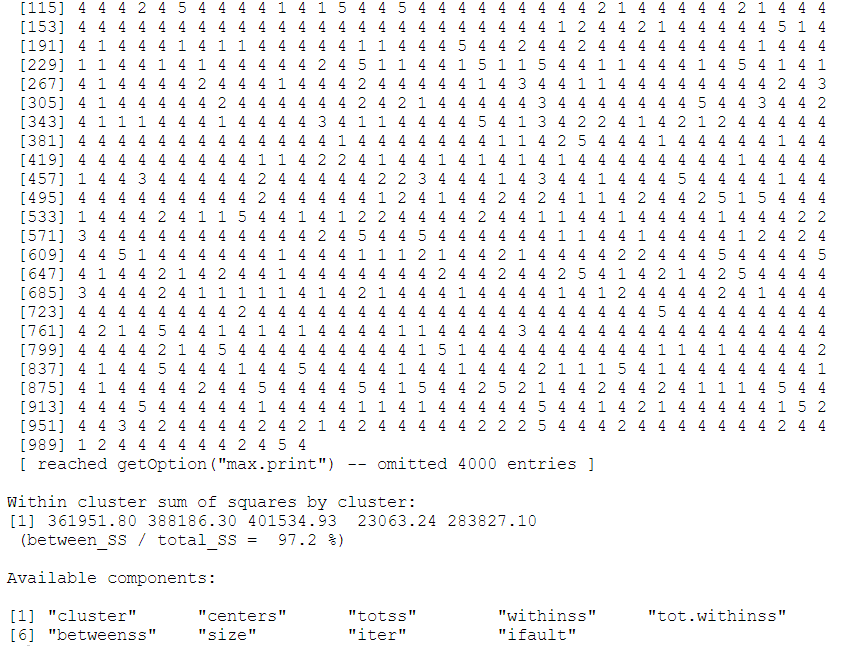 [115] 4 4 4 2 4 5 4 4 4 4 1 4 1 5 4 4 5 4 4 4 4 4 4 4 4 4 2 1 4 4 4 4 4 2 1 4 4 4
[153] 4 4 4 4 4 4 4 4 4 4 4 4 4 4 4 4 4 4 4 4 4 4 4 4 1 2 4 4 2 1 4 4 4 4 4 5 1 4
[191] 4 1 4 4 4 1 4 1 1 4 4 4 4 4 1 1 4 4 4 5 4 4 2 4 4 2 4 4 4 4 4 4 4 4 1 4 4 4
[229] 1 1 4 4 1 4 1 4 4 4 4 4 2 4 5 1 1 4 4 1 5 1 1 5 4 4 1 1 4 4 4 4 1 4 5 4 1 4 1
[267] 4 1 4 4 4 4 2 4 4 4 1 4 4 4 2 4 4 4 4 4 1 4 3 4 4 1 1 4 4 4 4 4 4 4 4 2 4 3
[305] 4 1 4 4 4 4 4 2 4 4 4 4 4 4 2 4 2 1 4 4 4 4 4 3 4 4 4 4 4 4 4 5 4 4 3 4 4 2
[343] 4 1 1 1 4 4 4 1 4 4 4 4 3 4 1 1 4 4 4 4 5 4 1 3 4 2 2 4 1 4 2 1 2 4 4 4 4 4
[381] 4 4 4 4 4 4 4 4 4 4 4 4 4 1 4 4 4 4 4 4 4 1 1 4 2 5 4 4 4 1 4 4 4 4 4 1 4 4
[419] 4 4 4 4 4 4 4 4 4 1 1 4 2 2 4 1 4 4 1 4 1 4 1 4 1 4 4 4 4 4 4 4 4 1 4 4 4 4
[457] 1 4 4 3 4 4 4 4 4 2 4 4 4 4 4 2 2 3 4 4 4 1 4 3 4 4 1 4 4 4 5 4 4 4 4 1 4 4
[495] 4 4 4 4 4 4 4 4 4 2 4 4 4 4 4 1 2 4 1 4 4 2 4 2 4 1 1 4 2 4 4 2 5 1 5 4 4 4
[533] 1 4 4 4 2 4 1 1 5 4 4 1 4 1 2 2 4 4 4 4 2 4 4 1 1 4 4 1 4 4 4 4 1 4 4 4 2 2
[571] 3 4 4 4 4 4 4 4 4 4 4 4 2 4 5 4 4 5 4 4 4 4 4 4 1 1 4 4 1 4 4 4 4 1 2 4 2 4
[609] 4 4 5 1 4 4 4 4 4 4 1 4 4 4 1 1 1 2 1 4 4 2 1 4 4 4 4 2 2 4 4 4 5 4 4 4 4 5
[647] 4 1 4 4 2 1 4 2 4 4 1 4 4 4 4 4 4 4 2 4 4 2 4 4 2 5 4 1 4 2 1 4 2 5 4 4 4 4
[685] 3 4 4 4 2 4 1 1 1 1 1 4 1 4 2 1 4 4 4 1 4 4 4 4 1 4 1 2 4 4 4 4 2 4 1 4 4 4
[723] 4 4 4 4 4 4 4 4 2 4 4 4 4 4 4 4 4 4 4 4 4 4 4 4 4 4 4 4 4 5 4 4 4 4 4 4 4 4
[761] 4 2 1 4 5 4 4 1 4 1 4 1 4 4 4 4 1 1 4 4 4 4 3 4 4 4 4 4 4 4 4 4 4 4 4 4 4 4
[799] 4 4 4 4 2 1 4 5 4 4 4 4 4 4 4 4 4 1 5 1 4 4 4 4 4 4 4 4 4 1 1 4 1 4 4 4 4 2
[837] 4 1 4 4 5 4 4 4 1 4 4 5 4 4 4 4 1 4 4 1 4 4 4 2 1 1 1 5 4 1 4 4 4 4 4 4 4 1
[875] 4 1 4 4 4 4 2 4 4 5 4 4 4 4 5 4 1 5 4 4 2 5 2 1 4 4 2 4 4 2 4 1 1 1 4 5 4 4
[913] 4 4 4 5 4 4 4 4 4 1 4 4 4 4 1 1 4 1 4 4 4 4 4 5 4 4 1 4 2 1 4 4 4 4 4 1 5 2
[951] 4 4 3 4 2 4 4 4 4 2 4 2 1 4 2 4 4 4 4 4 2 2 2 5 4 4 4 2 4 4 4 4 4 4 4 2 4 4
[989] 1 2 4 4 4 4 4 4 2 4 5 4
[ reached getOption("max.print") -- omitted 4000 entries ]
Within cluster sum of squares by cluster:
[1] 361951.80 388186.30 401534.93 23063.24 283827.10
(between_SS / total_SS = 97.2 %)
Available components:
[1] "cluster" "centers" "totss" "withinss" "tot.withinss"
[6] "betweenss" "size" "iter" "ifault"